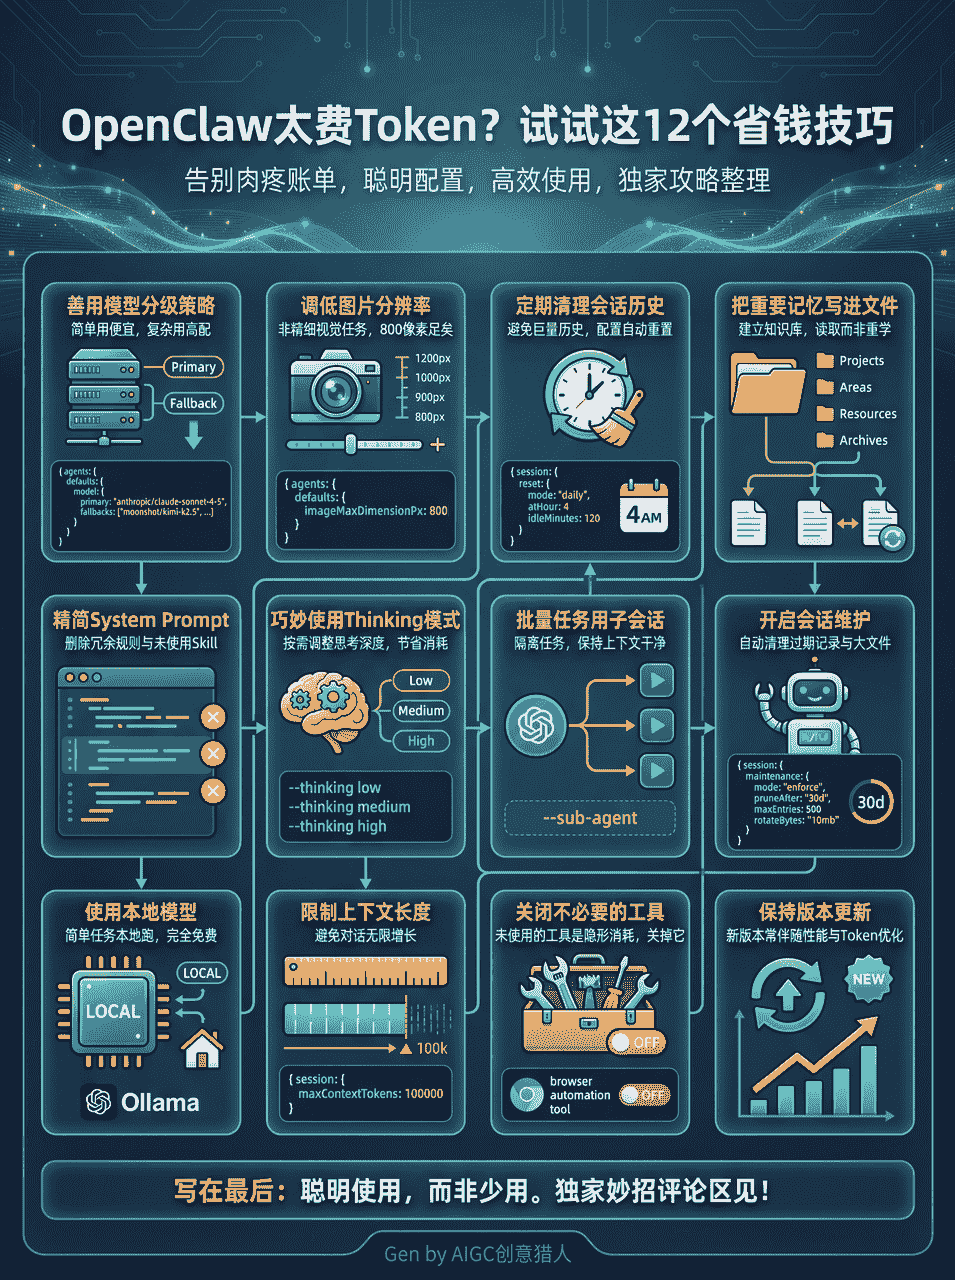 OpenClaw太费Token？试试这12个省钱技巧
告别肉疼账单，聪明配置，高效使用，独家攻略整理
善用模型分级策略
简单用便宜，复杂用高配
Primary
Fallback
{ agents: {
defaults: {
model: {
primary: "anthropic/claude-sonnet-4-5",
fallbacks: ["moonshot/kimi-k2.5", ...]
}
}
}
调低图片分辨率
非精细视觉任务，800像素足矣
1200px
1000px
900px
800px
{ agents: {
defaults: {
imageMaxDimensionPx: 800
}
}
定期清理会话历史
避免巨量历史，配置自动重置
{ session: {
reset: {
mode: "daily",
atHour: 4
idleMinutes: 120
}
}
4AM
把重要记忆写进文件
建立知识库，读取而非重学
Projects
Areas
Resources
Archives
精简System Prompt
删除冗余规则与未使用Skill
巧妙使用Thinking模式
按需调整思考深度，节省消耗
Low
Medium
High
--thinking low
--thinking medium
--thinking high
批量任务用子会话
隔离任务，保持上下文干净
--sub-agent
开启会话维护
自动清理过期记录与大文件
{ session: {
maintenance: {
mode: "enforce",
pruneAfter: "30d",
maxEntries: 500
rotateBytes: "10mb"
}
}
30d
使用本地模型
简单任务本地跑，完全免费
LOCAL
LOCAL
Ollama
限制上下文长度
避免对话无限增长
100k
{ session: {
maxContextTokens: 100000
}
关闭不必要的工具
未使用的工具是隐形消耗，关掉它
OFF
browser
automation
tool
OFF
保持版本更新
新版本常伴随性能与Token优化
NEW
写在最后：聪明使用，而非少用。独家妙招评论区见！
Gen by AIGC创意猎人